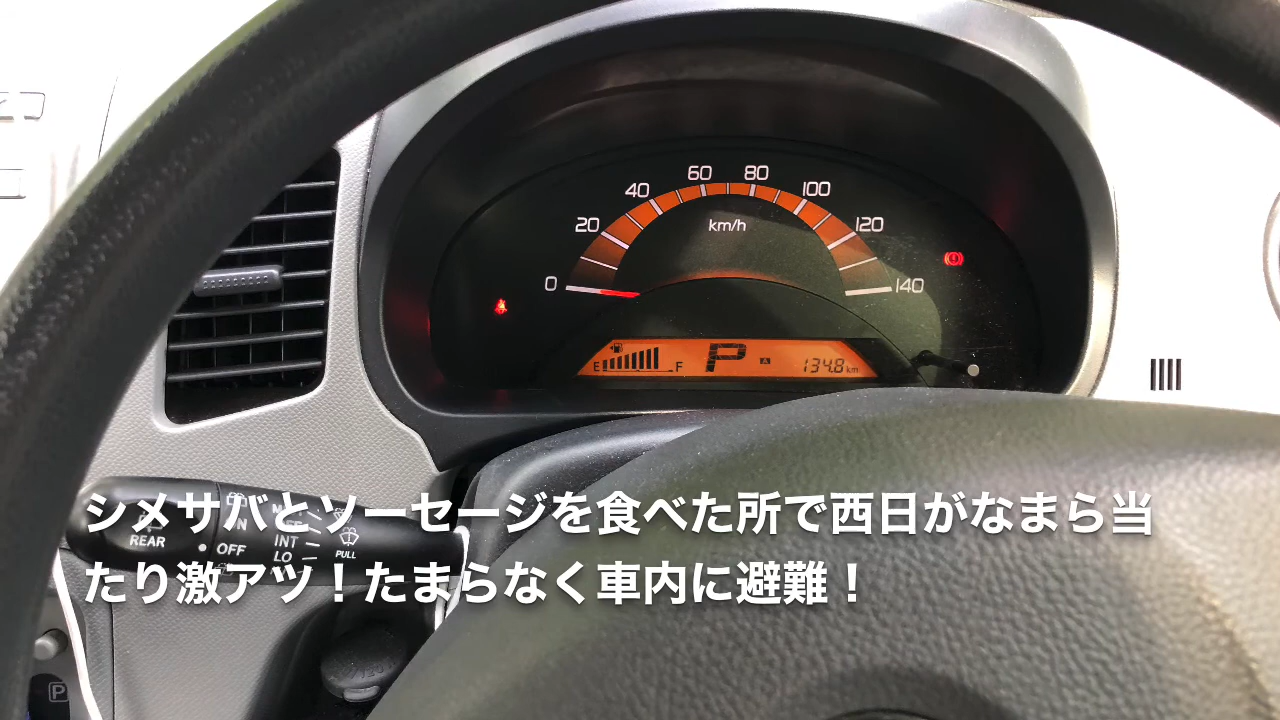 60 80
40 100
20 km/h 120
0 140
E F P A 134.8 km
シメサバとソーセージを食べた所で西日がなまら当
たり激アツ！たまらなく車内に避難！
REAR
OFF
INT
LO
PULL
P